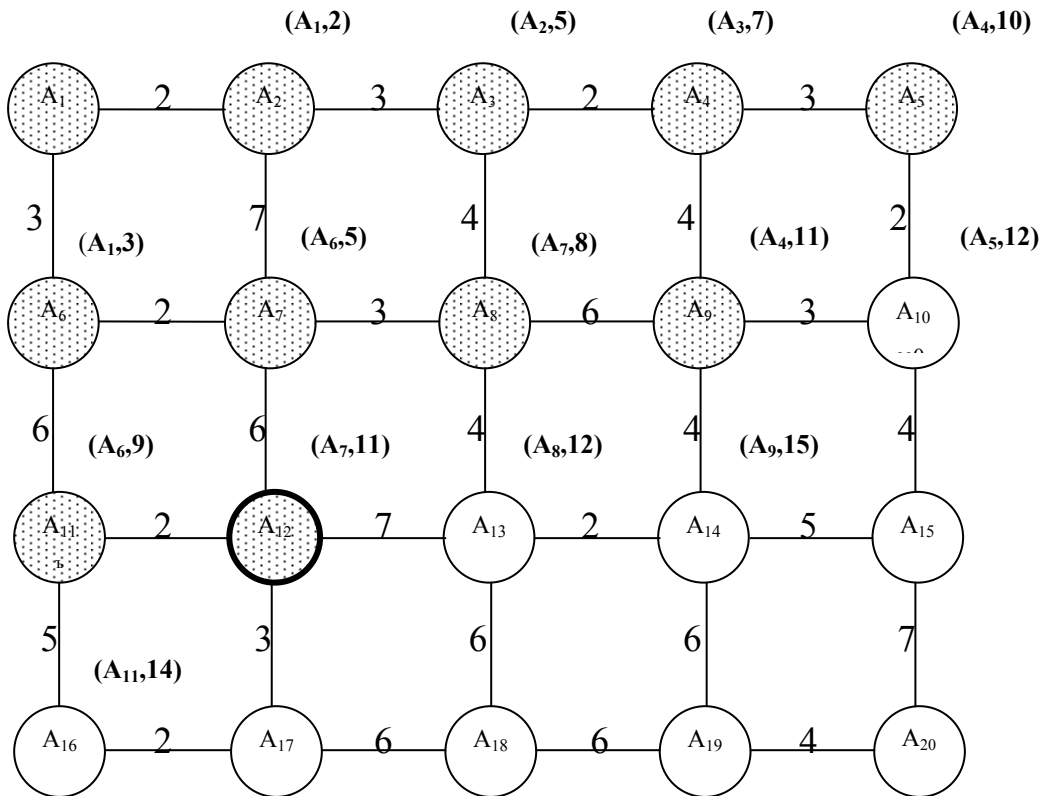 (A₁,2) (A₂,5) (A₃,7) (A₄,10)
A₁ 2 A₂ 3 A₃ 2 A₄ 3 A₅
3 7 4 4 2
(A₁,3) (A₆,5) (A₇,8) (A₄,11) (A₅,12)
A₆ 2 A₇ 3 A₈ 6 A₉ 3 A₁₀
6 6 4 4 4
(A₆,9) (A₇,11) (A₈,12) (A₉,15)
A₁₁ 2 A₁₂ 7 A₁₃ 2 A₁₄ 5 A₁₅
ъ
5 3 6 6 7
(A₁₁,14)
A₁₆ 2 A₁₇ 6 A₁₈ 6 A₁₉ 4 A₂₀